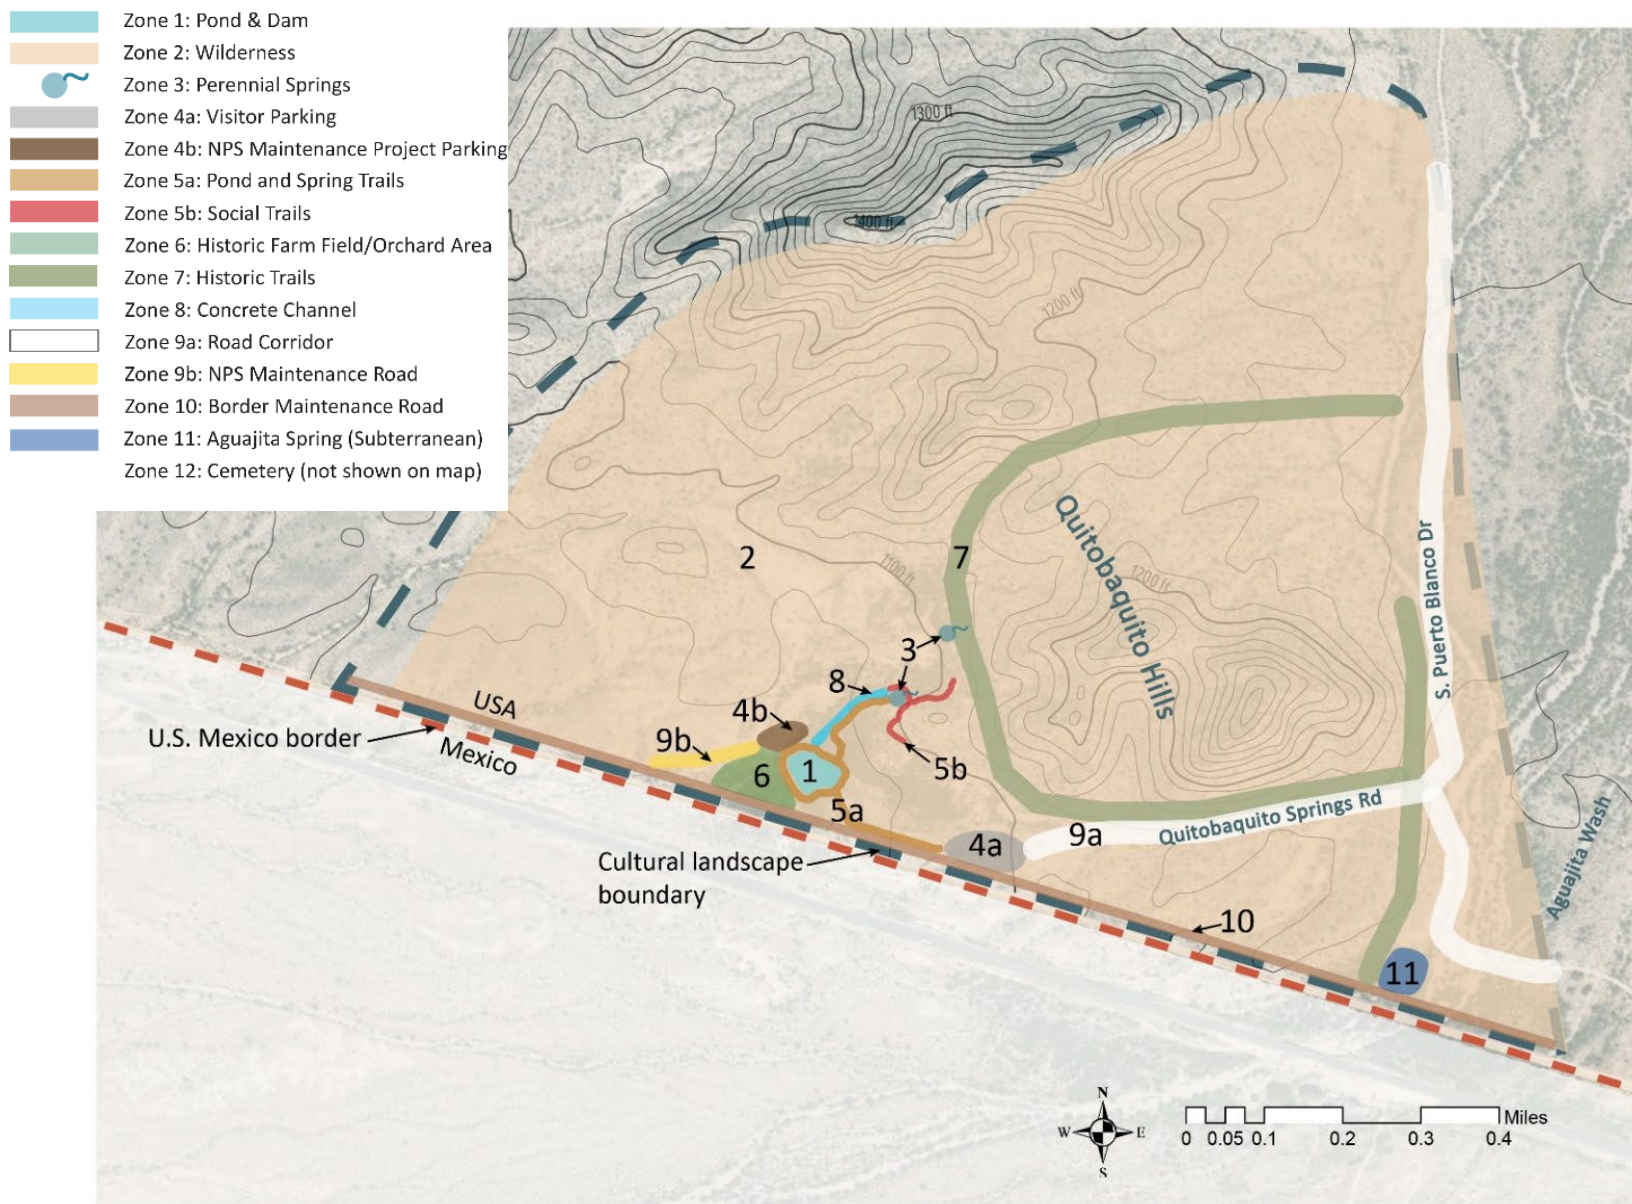 Zone 1: Pond & Dam
Zone 2: Wilderness
Zone 3: Perennial Springs
Zone 4a: Visitor Parking
Zone 4b: NPS Maintenance Project Parking
Zone 5a: Pond and Spring Trails
Zone 5b: Social Trails
Zone 6: Historic Farm Field/Orchard Area
Zone 7: Historic Trails
Zone 8: Concrete Channel
Zone 9a: Road Corridor
Zone 9b: NPS Maintenance Road
Zone 10: Border Maintenance Road
Zone 11: Aguajita Spring (Subterranean)
Zone 12: Cemetery (not shown on map)
1300 ft
1400 ft
1200 ft
2
1100 ft
7
Quitobaquito Hills
1200 ft
S. Puerto Blanco Dr
3
8
4b
USA
U.S. Mexico border
Mexico
9b
6
1
5b
5a
4a
9a
Quitobaquito Springs Rd
Aguajita Wash
Cultural landscape
boundary
10
11
N
W
E
S
Miles
0
0.05
0.1
0.2
0.3
0.4